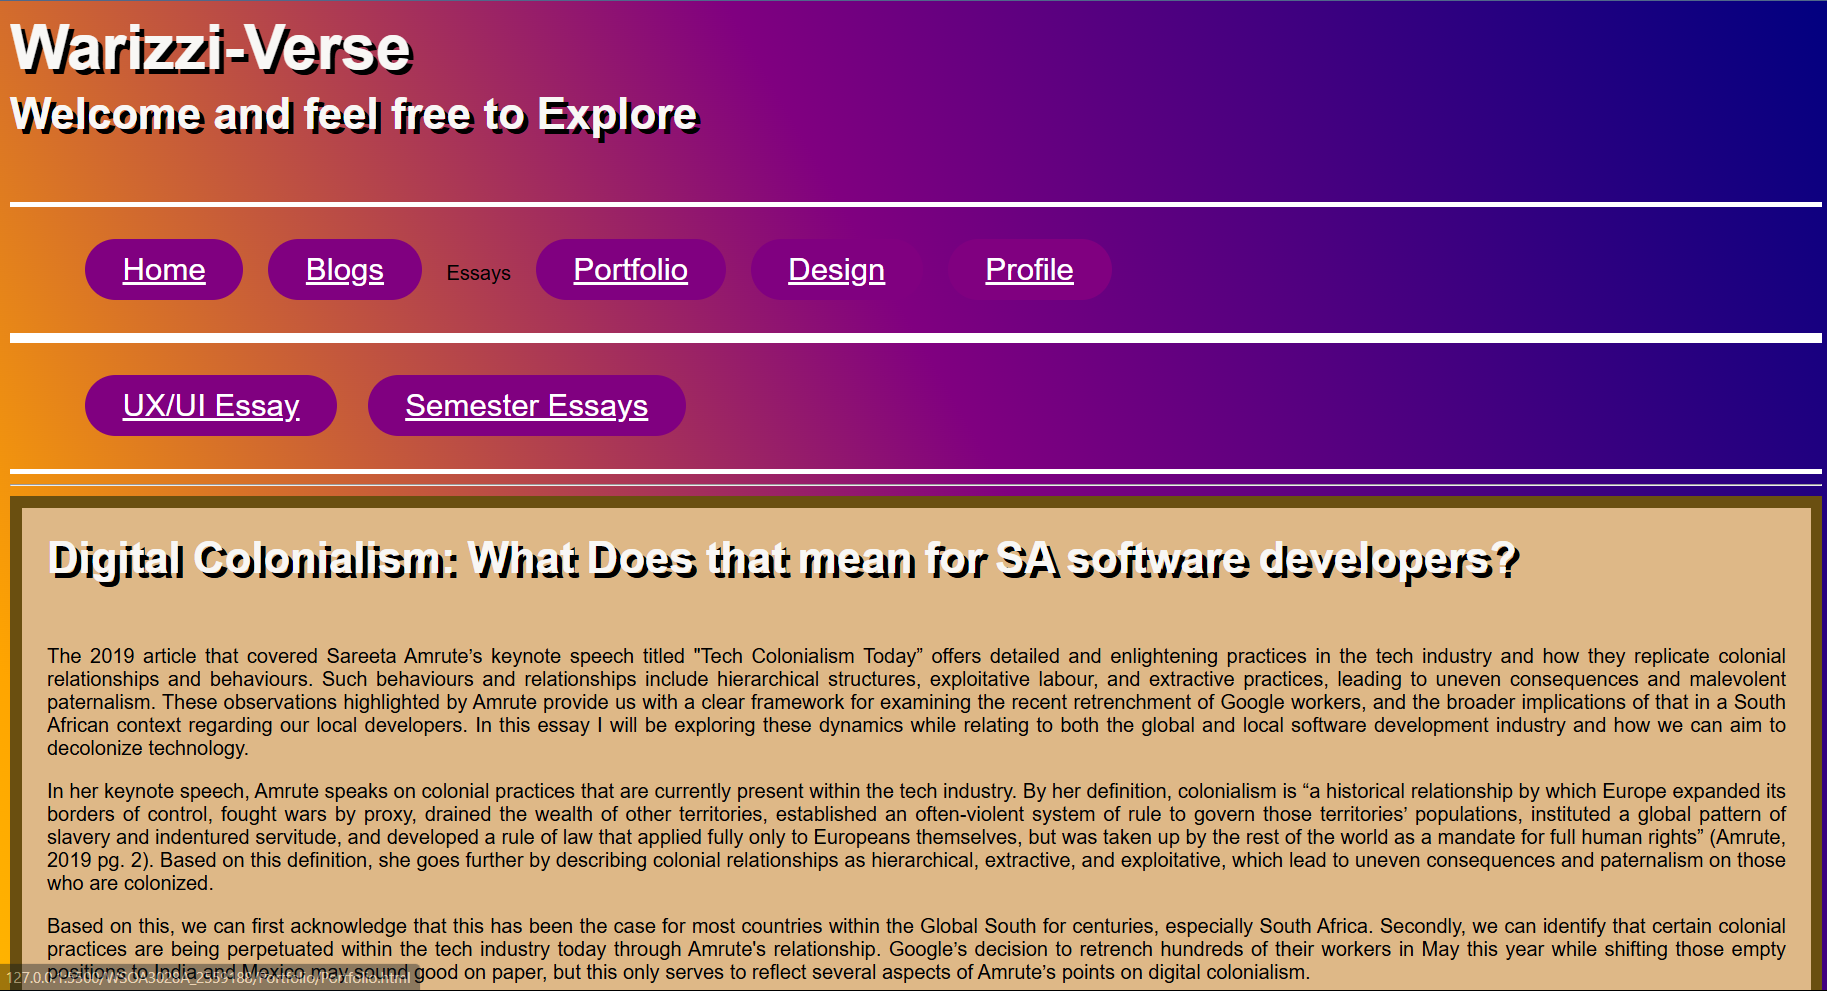 Warizzi-Verse
Welcome and feel free to Explore
Home Blogs Essays Portfolio Design Profile
UX/UI Essay Semester Essays
Digital Colonialism: What Does that mean for SA software developers?
The 2019 article that covered Sareeta Amrute’s keynote speech titled "Tech Colonialism Today” offers detailed and enlightening practices in the tech industry and how they replicate colonial
relationships and behaviours. Such behaviours and relationships include hierarchical structures, exploitative labour, and extractive practices, leading to uneven consequences and malevolent
paternalism. These observations highlighted by Amrute provide us with a clear framework for examining the recent retrenchment of Google workers, and the broader implications of that in a South
African context regarding our local developers. In this essay I will be exploring these dynamics while relating to both the global and local software development industry and how we can aim to
decolonize technology.
In her keynote speech, Amrute speaks on colonial practices that are currently present within the tech industry. By her definition, colonialism is “a historical relationship by which Europe expanded its
borders of control, fought wars by proxy, drained the wealth of other territories, established an often-violent system of rule to govern those territories’ populations, instituted a global pattern of
slavery and indentured servitude, and developed a rule of law that applied fully only to Europeans themselves, but was taken up by the rest of the world as a mandate for full human rights” (Amrute,
2019 pg. 2). Based on this definition, she goes further by describing colonial relationships as hierarchical, extractive, and exploitative, which lead to uneven consequences and paternalism on those
who are colonized.
Based on this, we can first acknowledge that this has been the case for most countries within the Global South for centuries, especially South Africa. Secondly, we can identify that certain colonial
practices are being perpetuated within the tech industry today through Amrute's relationship. Google’s decision to retrench hundreds of their workers in May this year while shifting those empty
positions to India and Mexico may sound good on paper, but this only serves to reflect several aspects of Amrute’s points on digital colonialism.